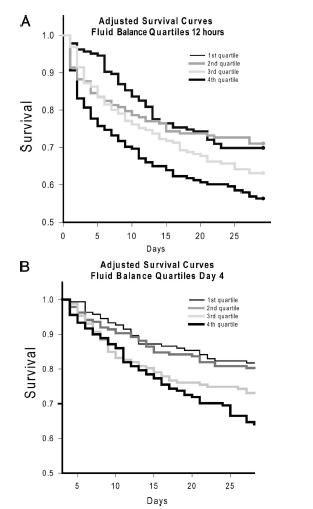 A
Adjusted Survival Curves
Fluid Balance Quartiles 12 hours
1st quartile
2nd quartile
3rd quartile
4th quartile
1.0
0.9
0.8
0.7
0.6
0.5
Survival
0 5 10 15 20 25
Days
B
Adjusted Survival Curves
Fluid Balance Quartiles Day 4
1st quartile
2nd quartile
3rd quartile
4th quartile
1.0
0.9
0.8
0.7
0.6
0.5
Survival
5 10 15 20 25
Days